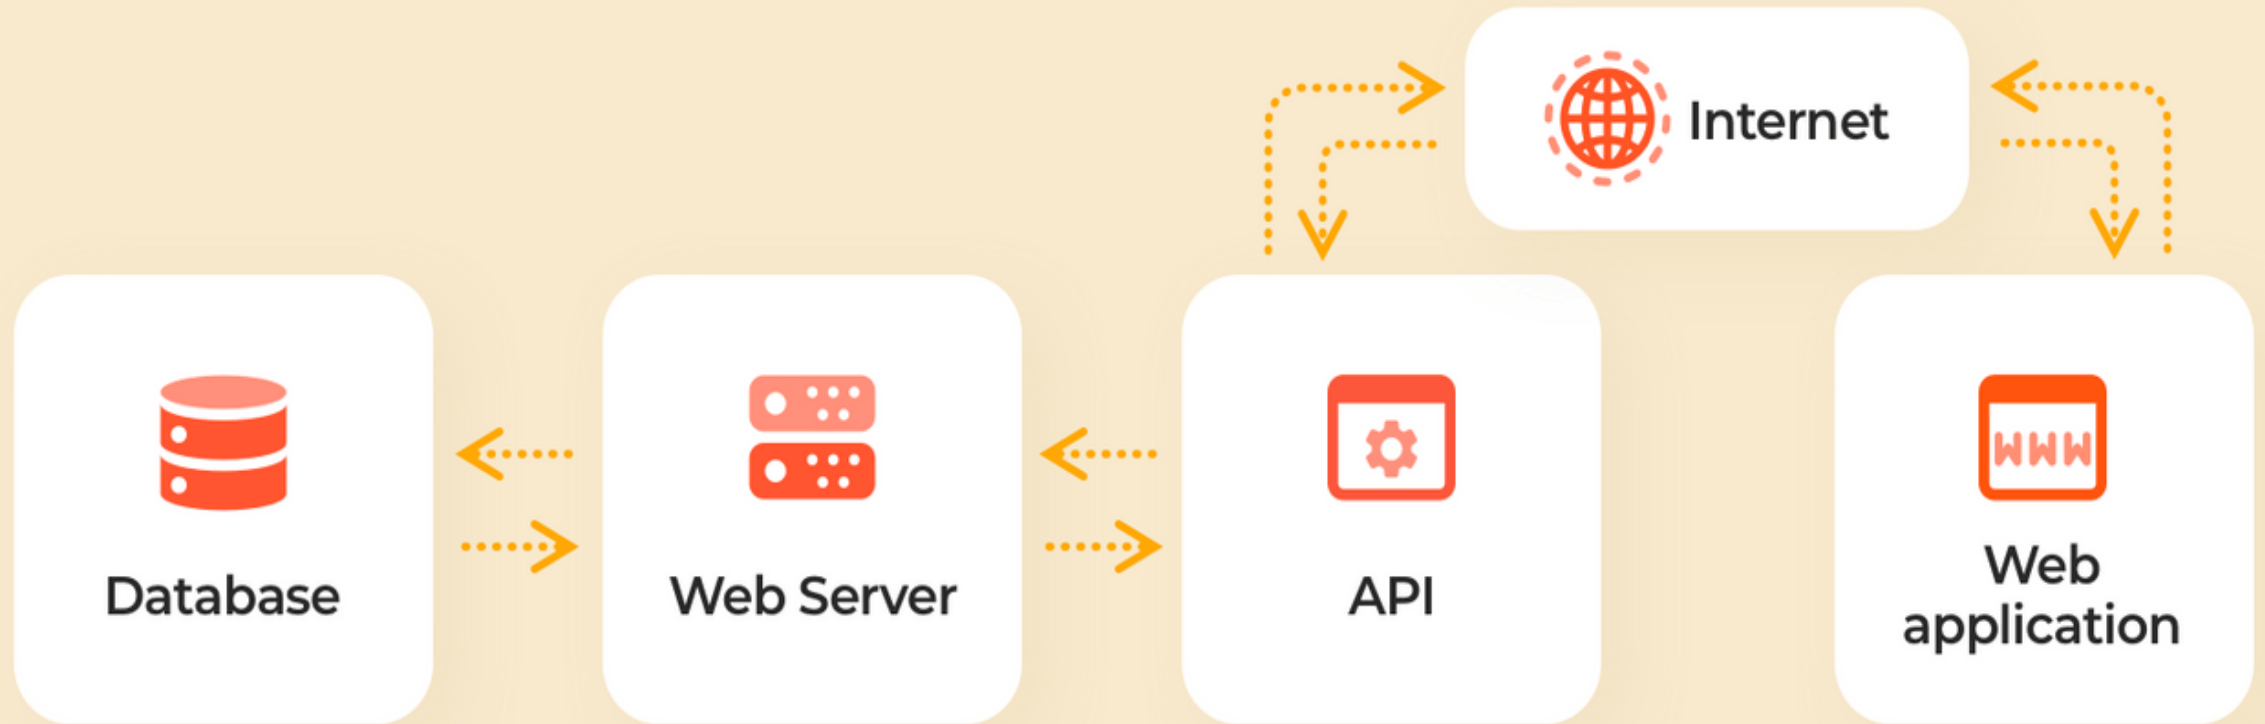 Internet
Database
Web Server
API
www
Web
application